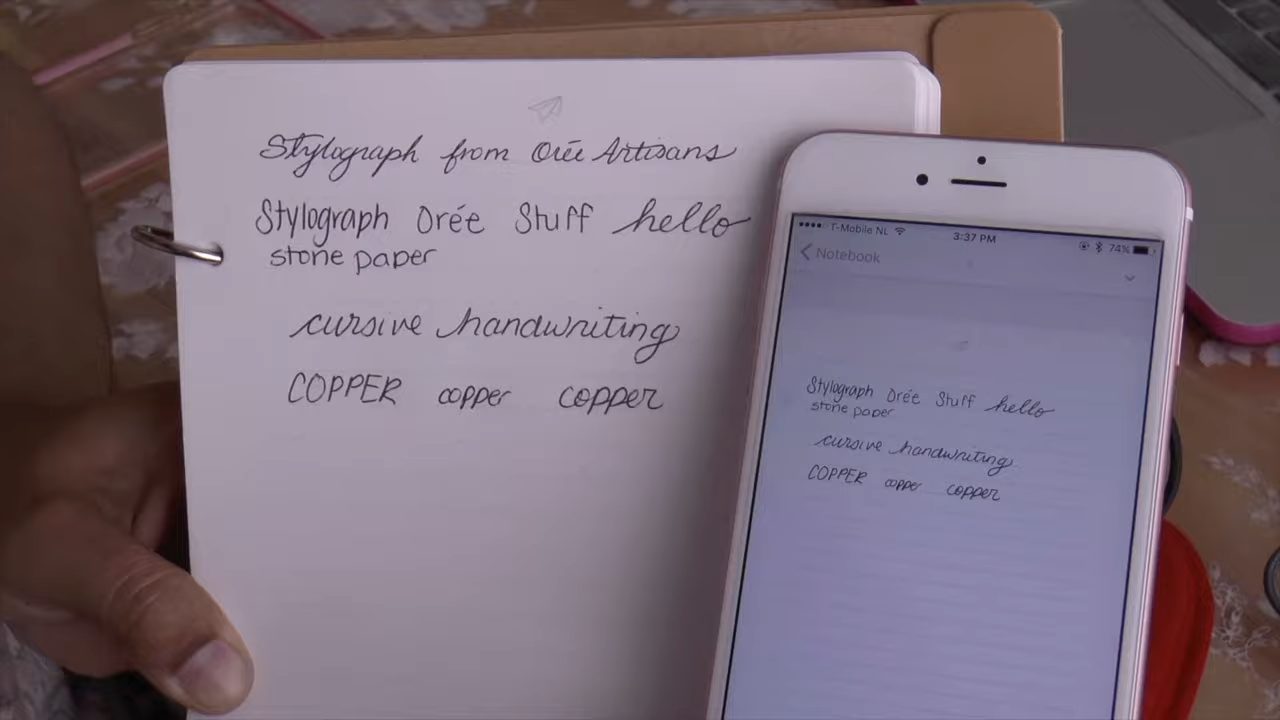 Stylograph from Orée Artisans
Stylograph Orée Stuff hello
stone paper
cursive handwriting
COPPER copper copper
T-Mobile NL 3:37 PM 74%
Notebook
Stylograph Orée Stuff hello
stone paper
cursive handwriting
COPPER copper copper